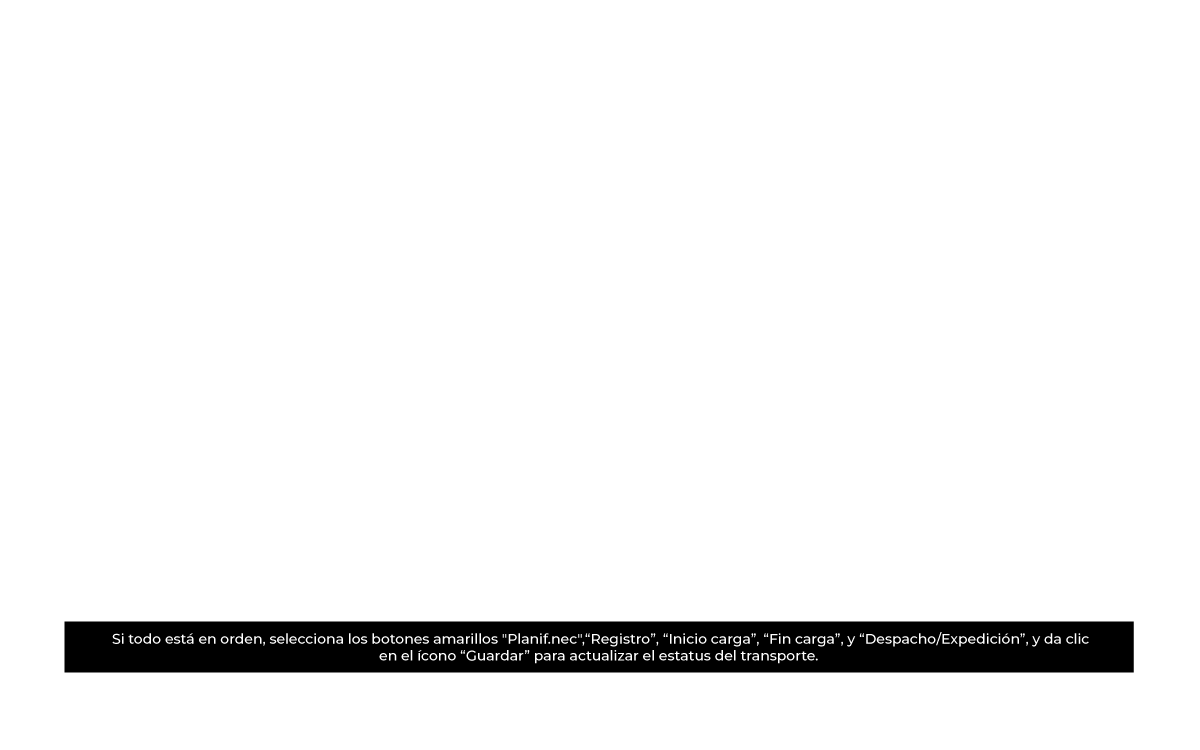 Si todo está en orden, selecciona los botones amarillos "Planif.nec",“Registro”, “Inicio carga”, “Fin carga”, y “Despacho/Expedición”, y da clic
en el ícono “Guardar” para actualizar el estatus del transporte.